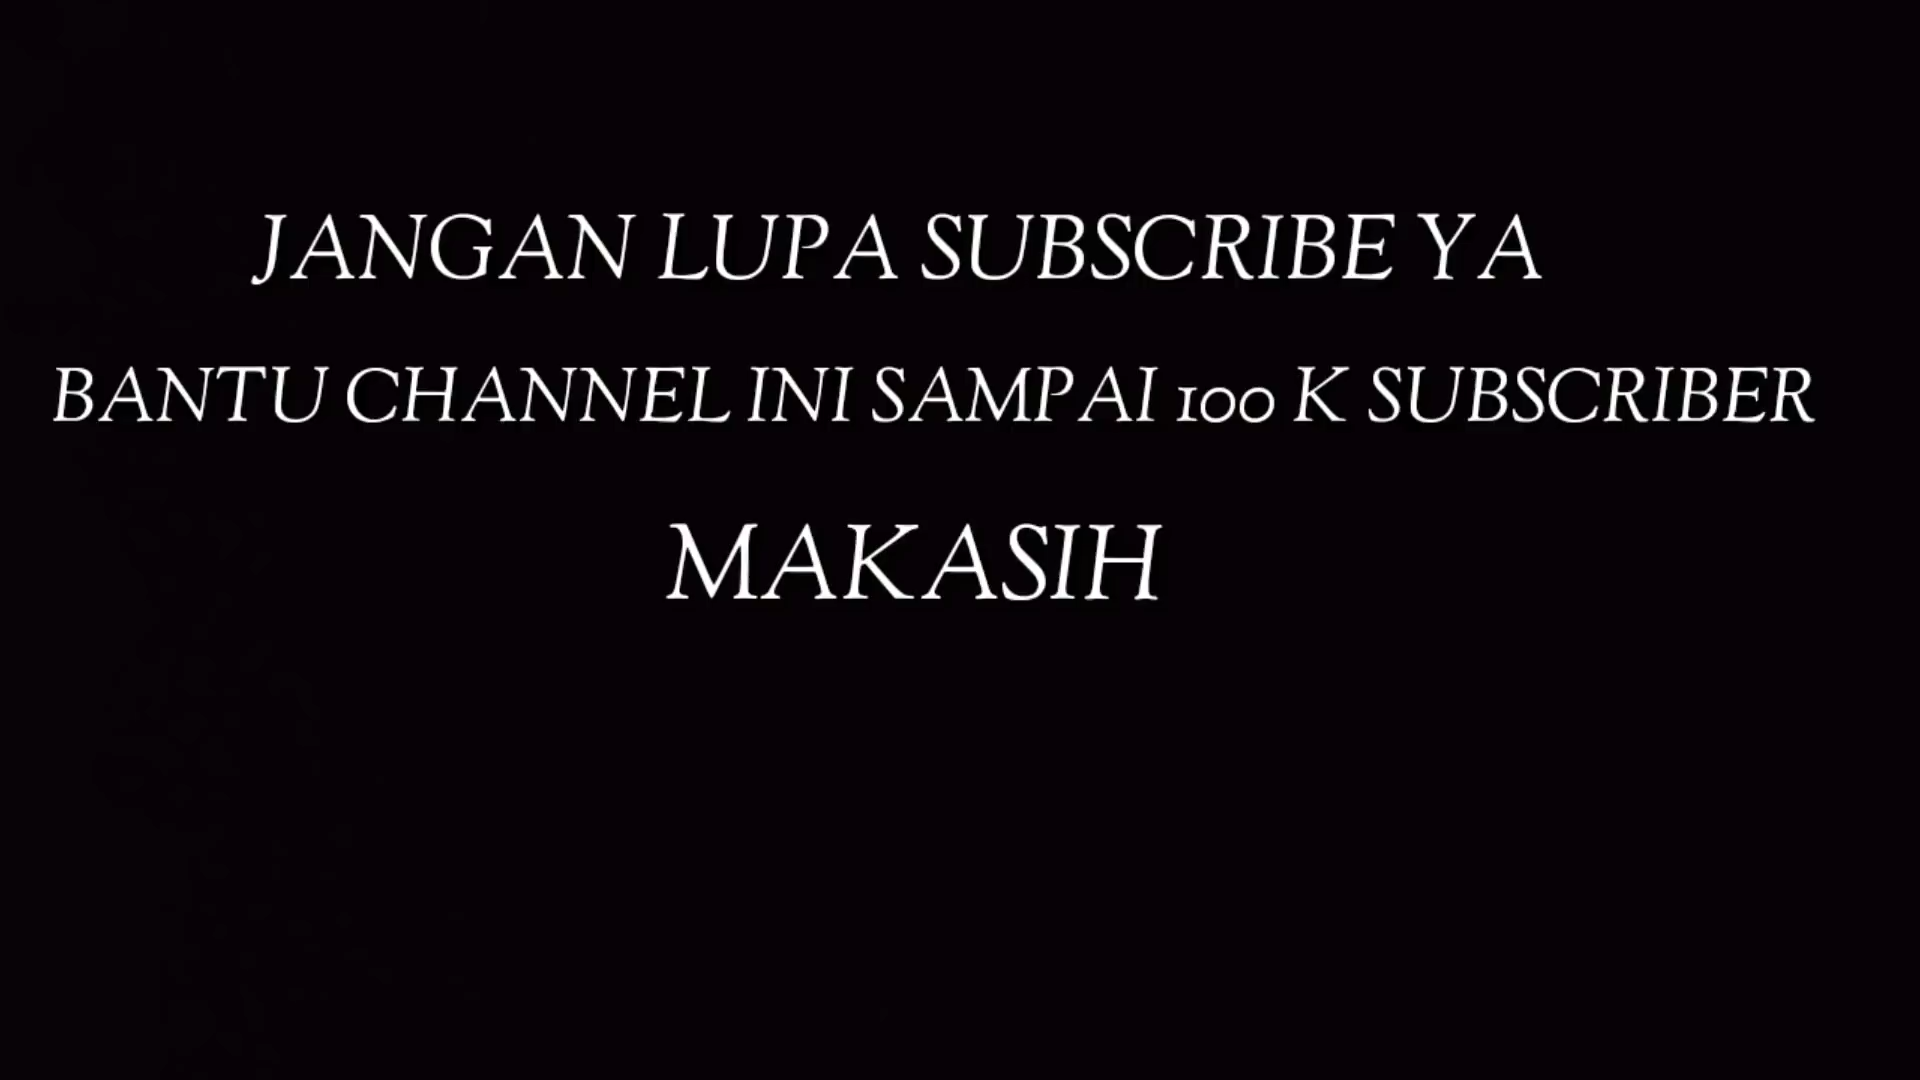 JANGAN LUPA SUBSCRIBE YA
BANTU CHANNEL INI SAMPAI 100 K SUBSCRIBER
MAKASIH